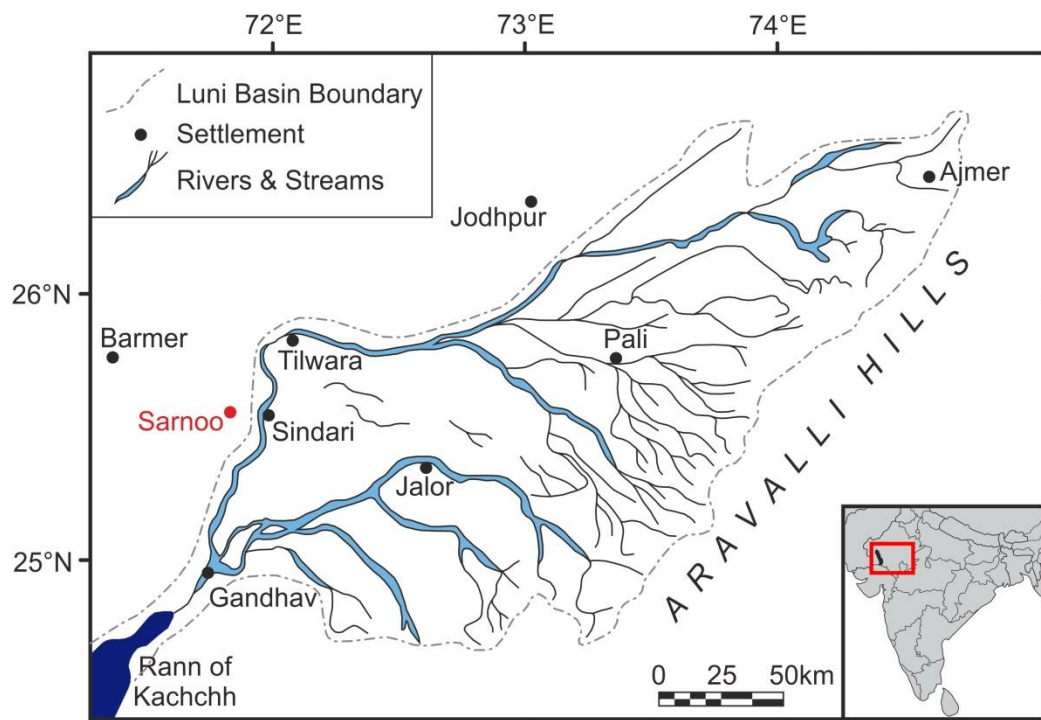 72°E 73°E 74°E
Luni Basin Boundary
Settlement
Rivers & Streams
Ajmer
Jodhpur
26°N
Barmer
Tilwara
Pali
Sarnoo
Sindari
Jalor
25°N
Gandhav
ARAVALLI HILLS
Rann of
Kachchh
0 25 50km